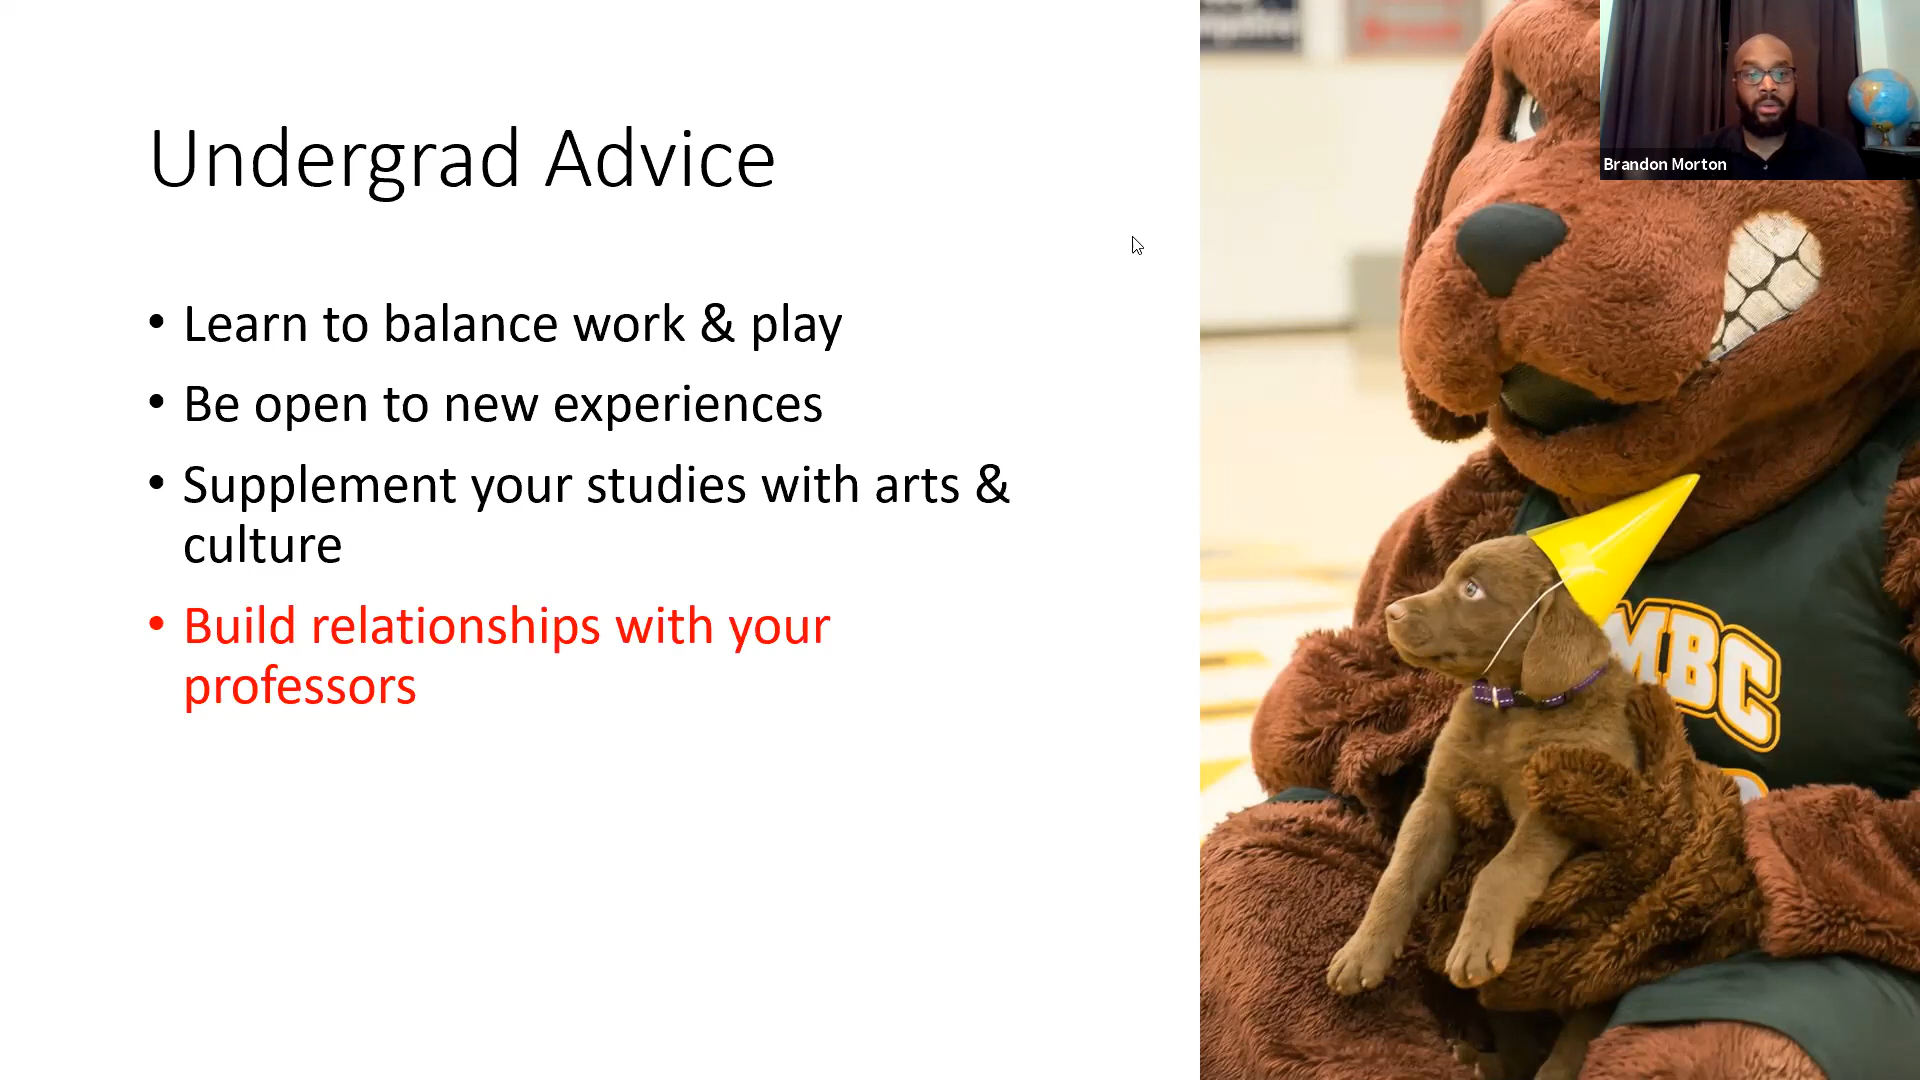 Undergrad Advice
• Learn to balance work & play
• Be open to new experiences
• Supplement your studies with arts &
culture
• Build relationships with your
professors
Brandon Morton
MBC